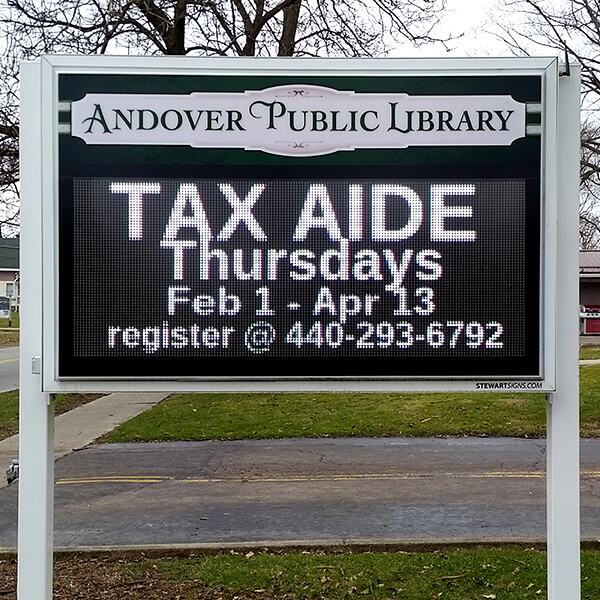 ANDOVER PUBLIC LIBRARY
TAX AIDE
Thursdays
Feb 1 - Apr 13
register @ 440-293-6792
STEWARTSIGNS.COM